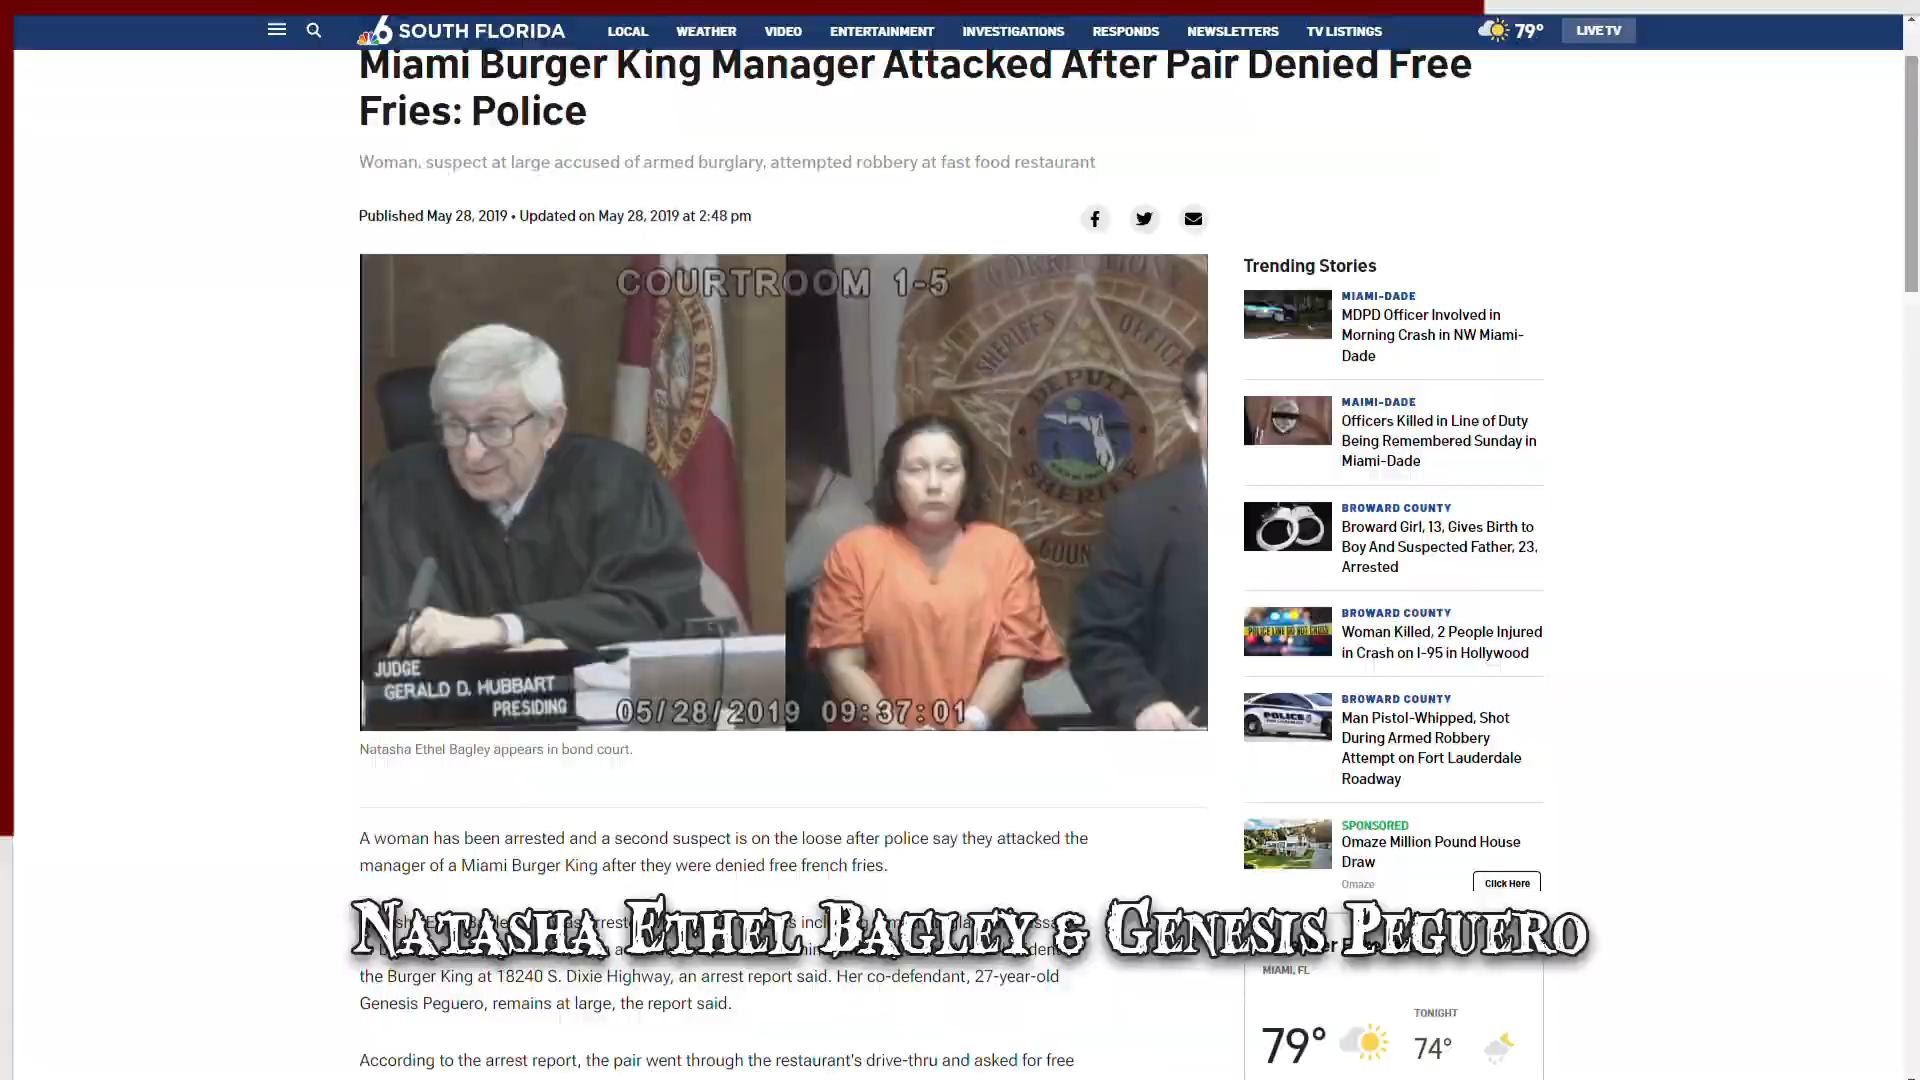 6 SOUTH FLORIDA
LOCAL
WEATHER
VIDEO
ENTERTAINMENT
INVESTIGATIONS
RESPONDS
NEWSLETTERS
TV LISTINGS
79°
LIVE TV
Miami Burger King Manager Attacked After Pair Denied Free
Fries: Police
Woman, suspect at large accused of armed burglary, attempted robbery at fast food restaurant
Published May 28, 2019 • Updated on May 28, 2019 at 2:48 pm
COURTROOM 1-5
SHERIFF'S OFFICE
DEPUTY
SHERIFF
JUDGE
GERALD D. HUBBART
PRESIDING
05/28/2019 09:37:01
Natasha Ethel Bagley appears in bond court.
Trending Stories
MIAMI-DADE
MDPD Officer Involved in
Morning Crash in NW Miami-
Dade
MAIMI-DADE
Officers Killed in Line of Duty
Being Remembered Sunday in
Miami-Dade
BROWARD COUNTY
Broward Girl, 13, Gives Birth to
Boy And Suspected Father, 23,
Arrested
BROWARD COUNTY
Woman Killed, 2 People Injured
in Crash on I-95 in Hollywood
BROWARD COUNTY
Man Pistol-Whipped, Shot
During Armed Robbery
Attempt on Fort Lauderdale
Roadway
SPONSORED
Omaze Million Pound House
Draw
Omaze
Click Here
A woman has been arrested and a second suspect is on the loose after police say they attacked the
manager of a Miami Burger King after they were denied free french fries.
NATASHA ETHEL BAGLEY & GENESIS PEGUERO
the Burger King at 18240 S. Dixie Highway, an arrest report said. Her co-defendant, 27-year-old
Genesis Peguero, remains at large, the report said.
According to the arrest report, the pair went through the restaurant's drive-thru and asked for free
MIAMI, FL
79°
TONIGHT
74°